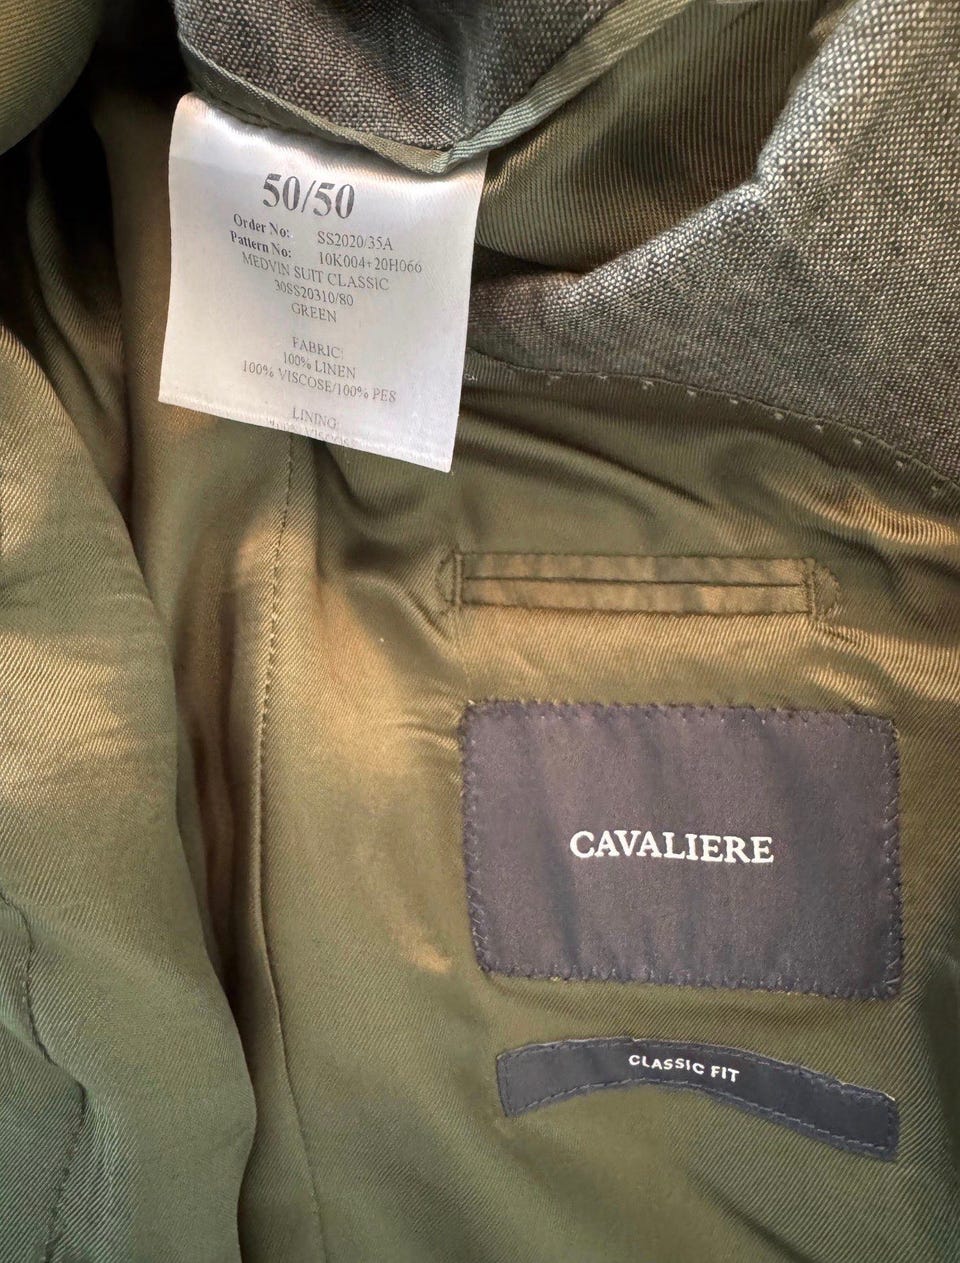 50/50
Order No: SS2020/35A
Pattern No: 10K004+20H066
MEDVIN SUIT CLASSIC
30SS20310/80
GREEN
FABRIC:
100% LINEN
100% VISCOSE/100% PES
LINING:
CAVALIERE
CLASSIC FIT